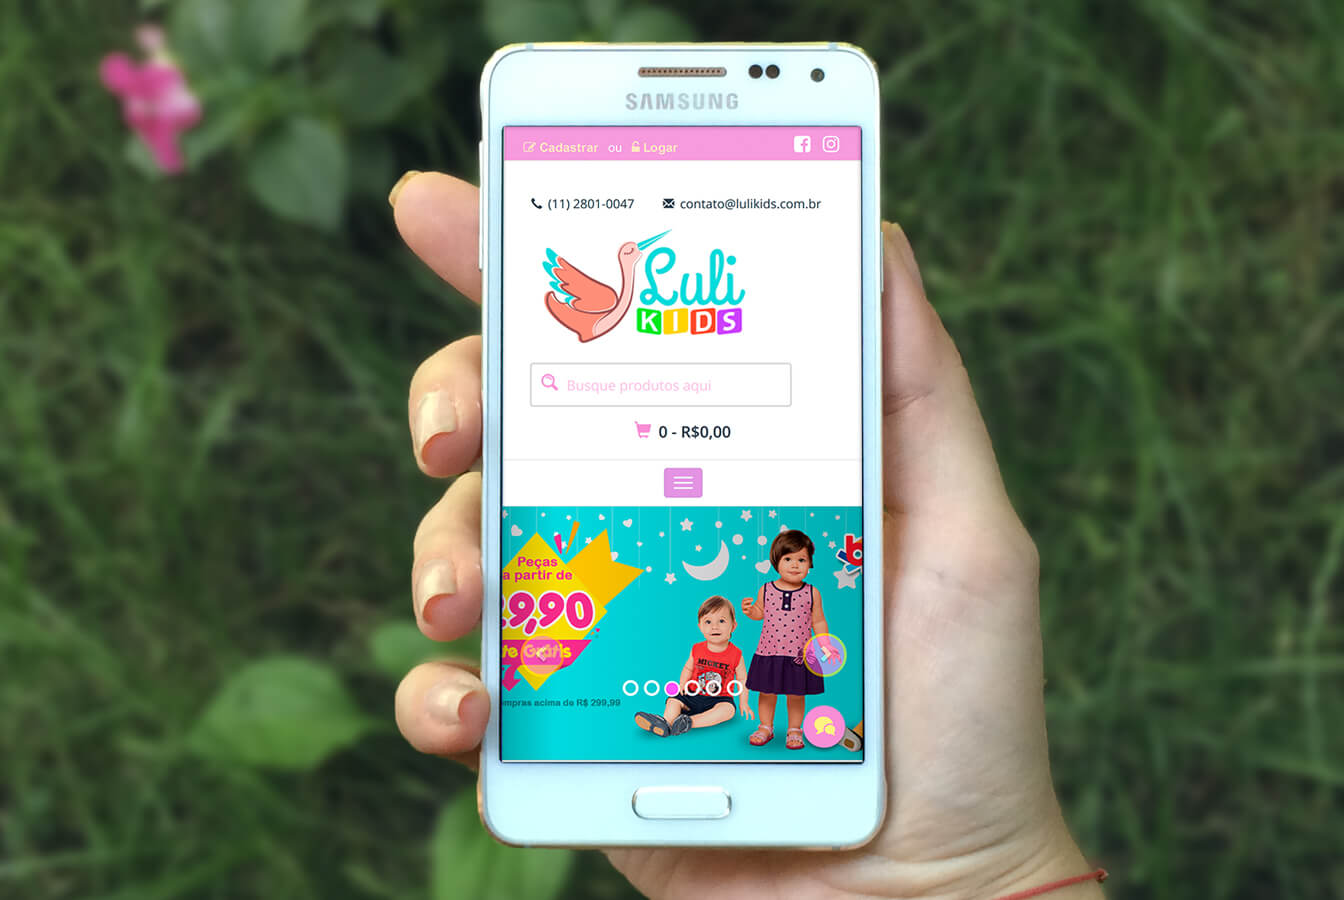 SAMSUNG
Cadastrar ou Logar
(11) 2801-0047 contato@lulikids.com.br
Luli
KIDS
Busque produtos aqui
0 - R$0,00
Peças
a partir de
9,90
te Grátis
mpras acima de R$ 299,99
MICKEY